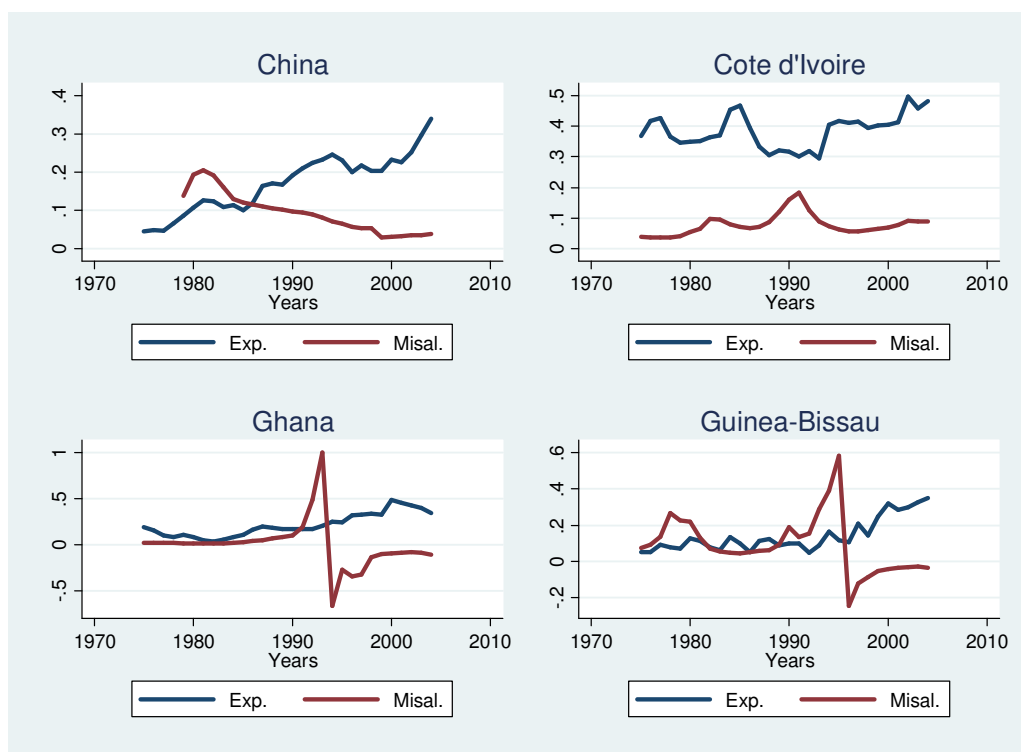 China
Cote d'Ivoire
.4
.3
.2
.1
0
1970 1980 1990 2000 2010
Years
Exp. Misal.
.5
.4
.3
.2
.1
0
1970 1980 1990 2000 2010
Years
Exp. Misal.
Ghana
Guinea-Bissau
1
.5
0
-.5
1970 1980 1990 2000 2010
Years
Exp. Misal.
.6
.4
.2
0
-.2
1970 1980 1990 2000 2010
Years
Exp. Misal.